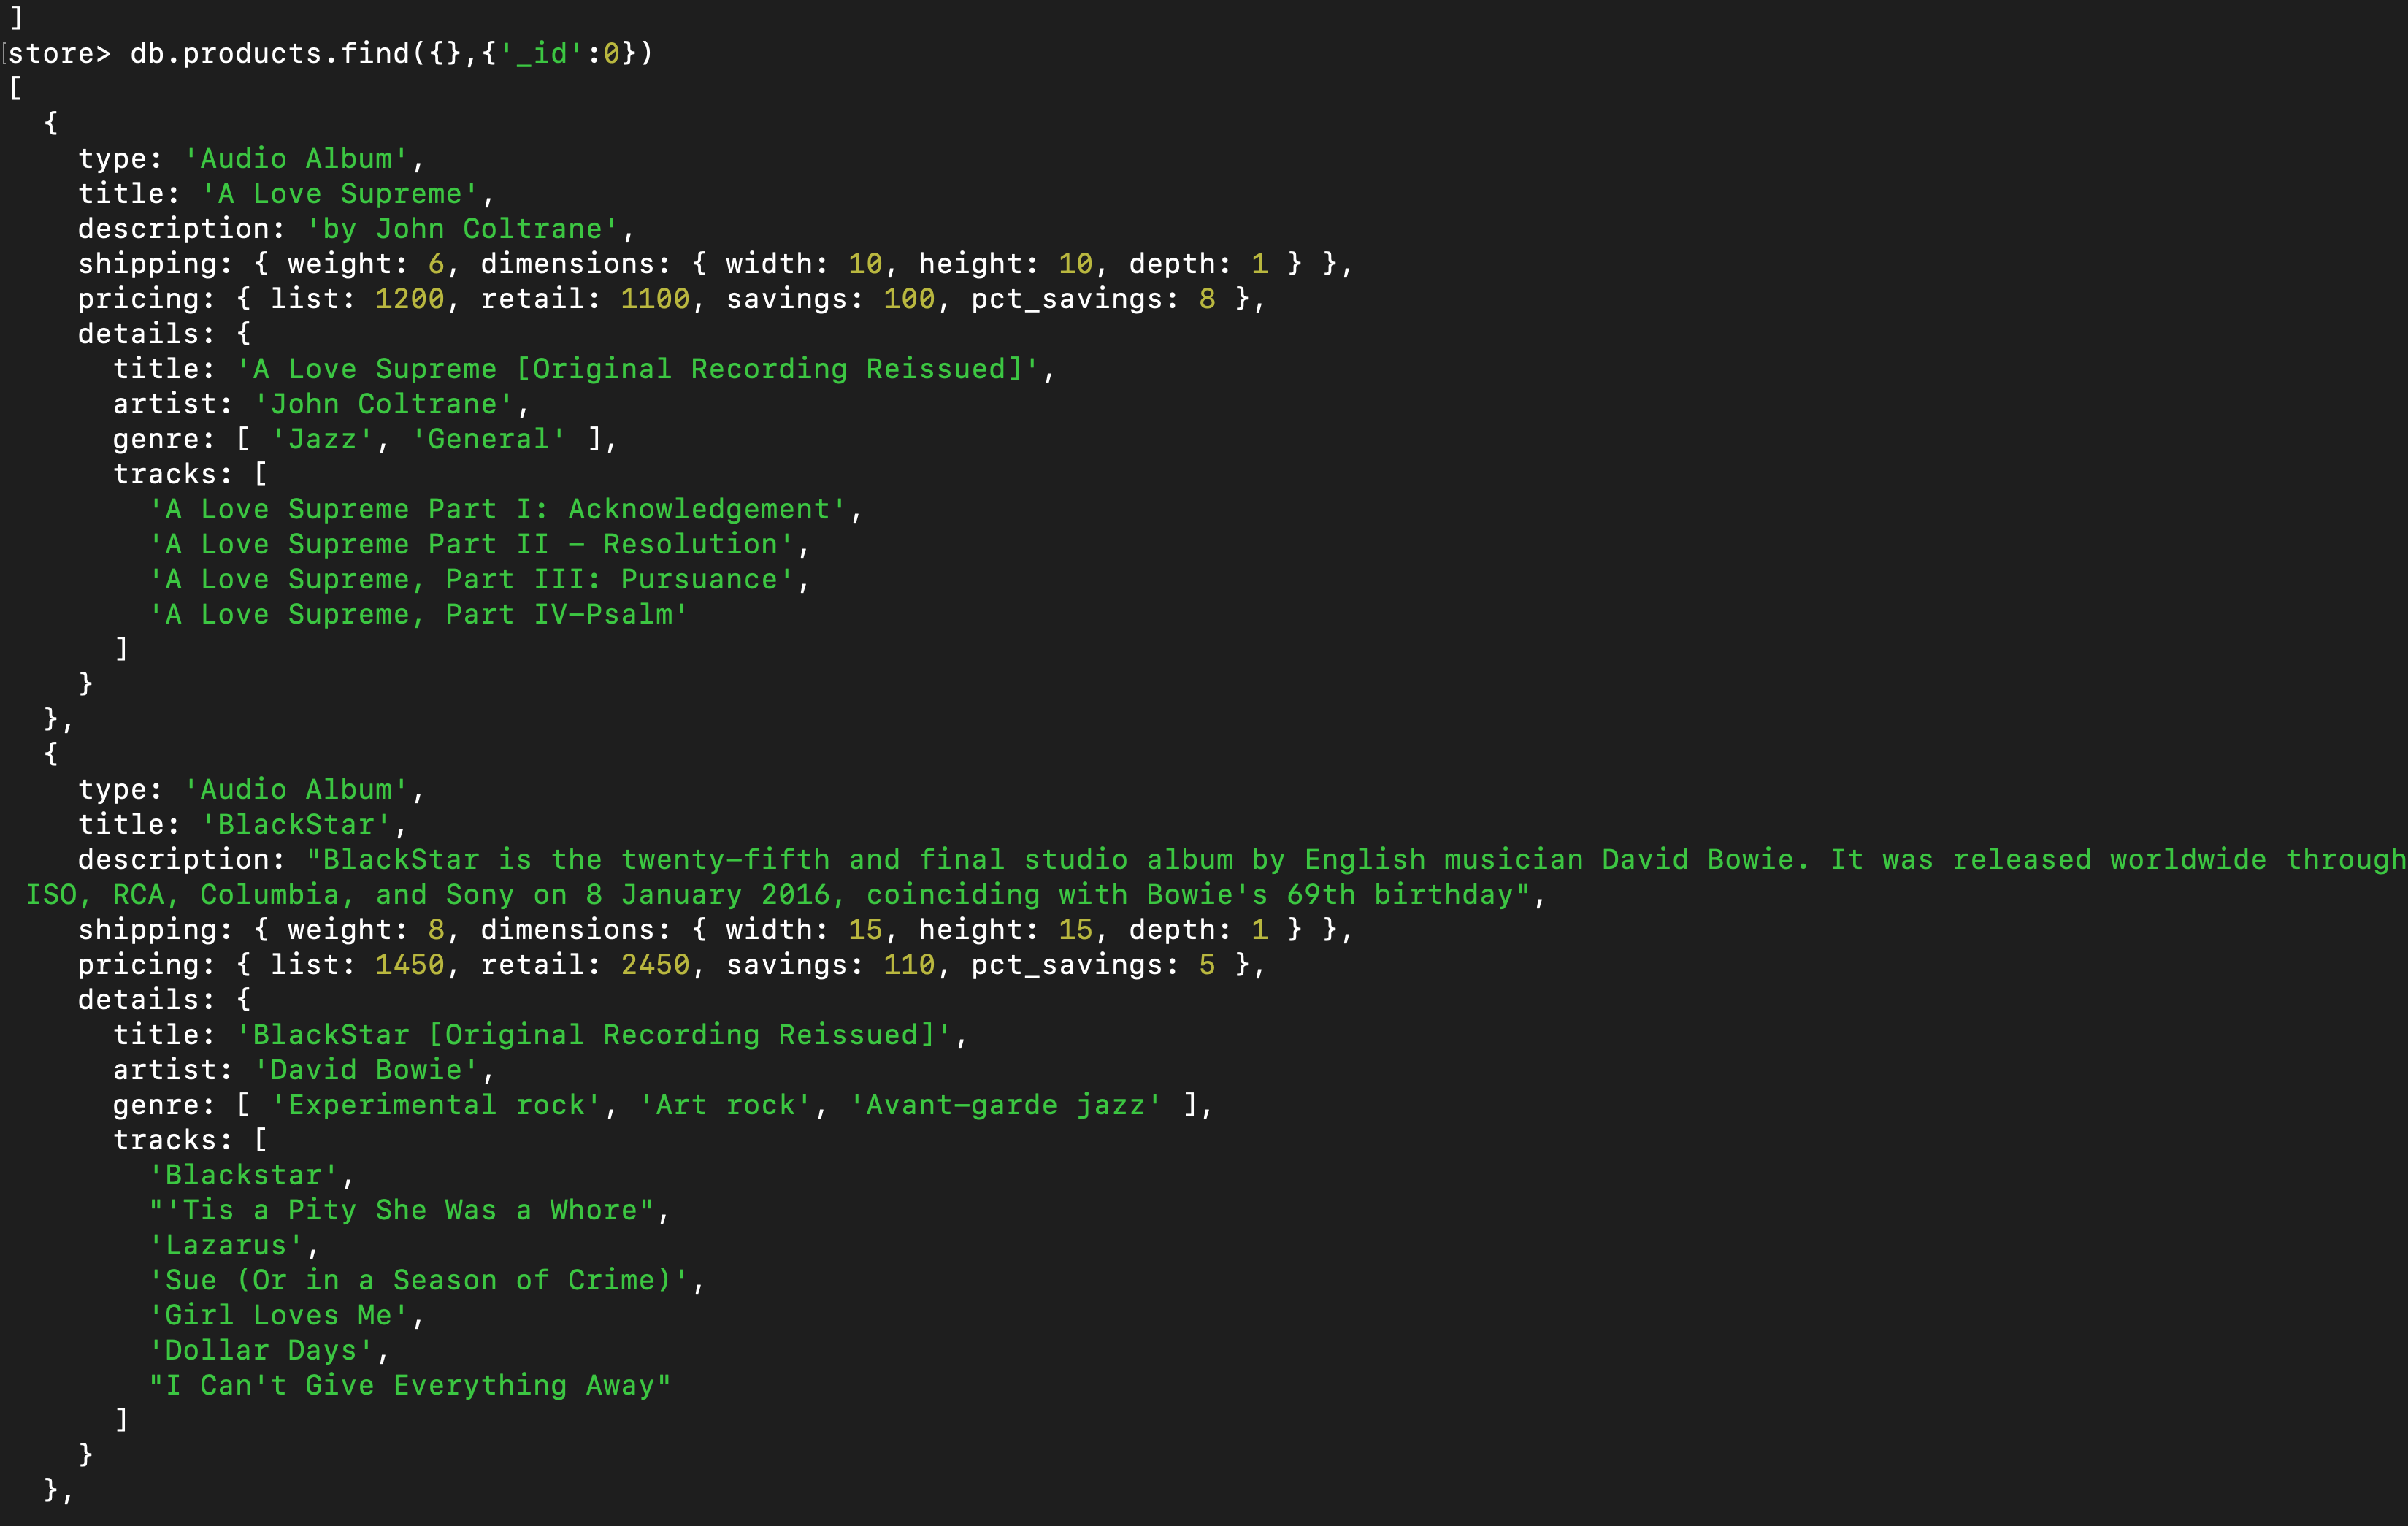 ]
store> db.products.find({},{'_id':0})
[
  {
    type: 'Audio Album',
    title: 'A Love Supreme',
    description: 'by John Coltrane',
    shipping: { weight: 6, dimensions: { width: 10, height: 10, depth: 1 } },
    pricing: { list: 1200, retail: 1100, savings: 100, pct_savings: 8 },
    details: {
      title: 'A Love Supreme [Original Recording Reissued]',
      artist: 'John Coltrane',
      genre: [ 'Jazz', 'General' ],
      tracks: [
        'A Love Supreme Part I: Acknowledgement',
        'A Love Supreme Part II - Resolution',
        'A Love Supreme, Part III: Pursuance',
        'A Love Supreme, Part IV-Psalm'
      ]
    }
  },
  {
    type: 'Audio Album',
    title: 'BlackStar',
    description: "BlackStar is the twenty-fifth and final studio album by English musician David Bowie. It was released worldwide through
 ISO, RCA, Columbia, and Sony on 8 January 2016, coinciding with Bowie's 69th birthday",
    shipping: { weight: 8, dimensions: { width: 15, height: 15, depth: 1 } },
    pricing: { list: 1450, retail: 2450, savings: 110, pct_savings: 5 },
    details: {
      title: 'BlackStar [Original Recording Reissued]',
      artist: 'David Bowie',
      genre: [ 'Experimental rock', 'Art rock', 'Avant-garde jazz' ],
      tracks: [
        'Blackstar',
        "'Tis a Pity She Was a Whore",
        'Lazarus',
        'Sue (Or in a Season of Crime)',
        'Girl Loves Me',
        'Dollar Days',
        "I Can't Give Everything Away"
      ]
    }
  },